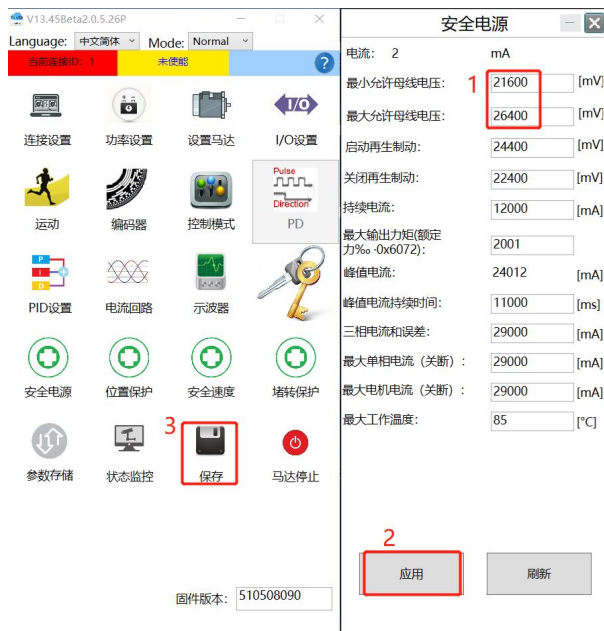 V13.45Beta2.0.5.26P
Language: 中文简体 Mode: Normal
当前连接ID: 1 未使能 ?
连接设置 功率设置 设置马达 I/O I/O设置
Pulse
Direction
运动 编码器 控制模式 PD
P
I
D
PID设置 电流回路 示波器
安全电源 位置保护 安全速度 堵转保护
3
参数存储 状态监控 保存 马达停止
固件版本: 510508090
安全电源
电流: 2 mA
最小允许母线电压: 1 21600 [mV]
最大允许母线电压: 26400 [mV]
启动再生制动: 24400 [mV]
关闭再生制动: 22400 [mV]
持续电流: 12000 [mA]
最大输出力矩(额定
力‰ ·0x6072): 2001
峰值电流: 24012 [mA]
峰值电流持续时间: 11000 [ms]
三相电流和误差: 29000 [mA]
最大单相电流（关断）: 29000 [mA]
最大电机电流（关断）: 29000 [mA]
最大工作温度: 85 [°C]
2
应用 刷新